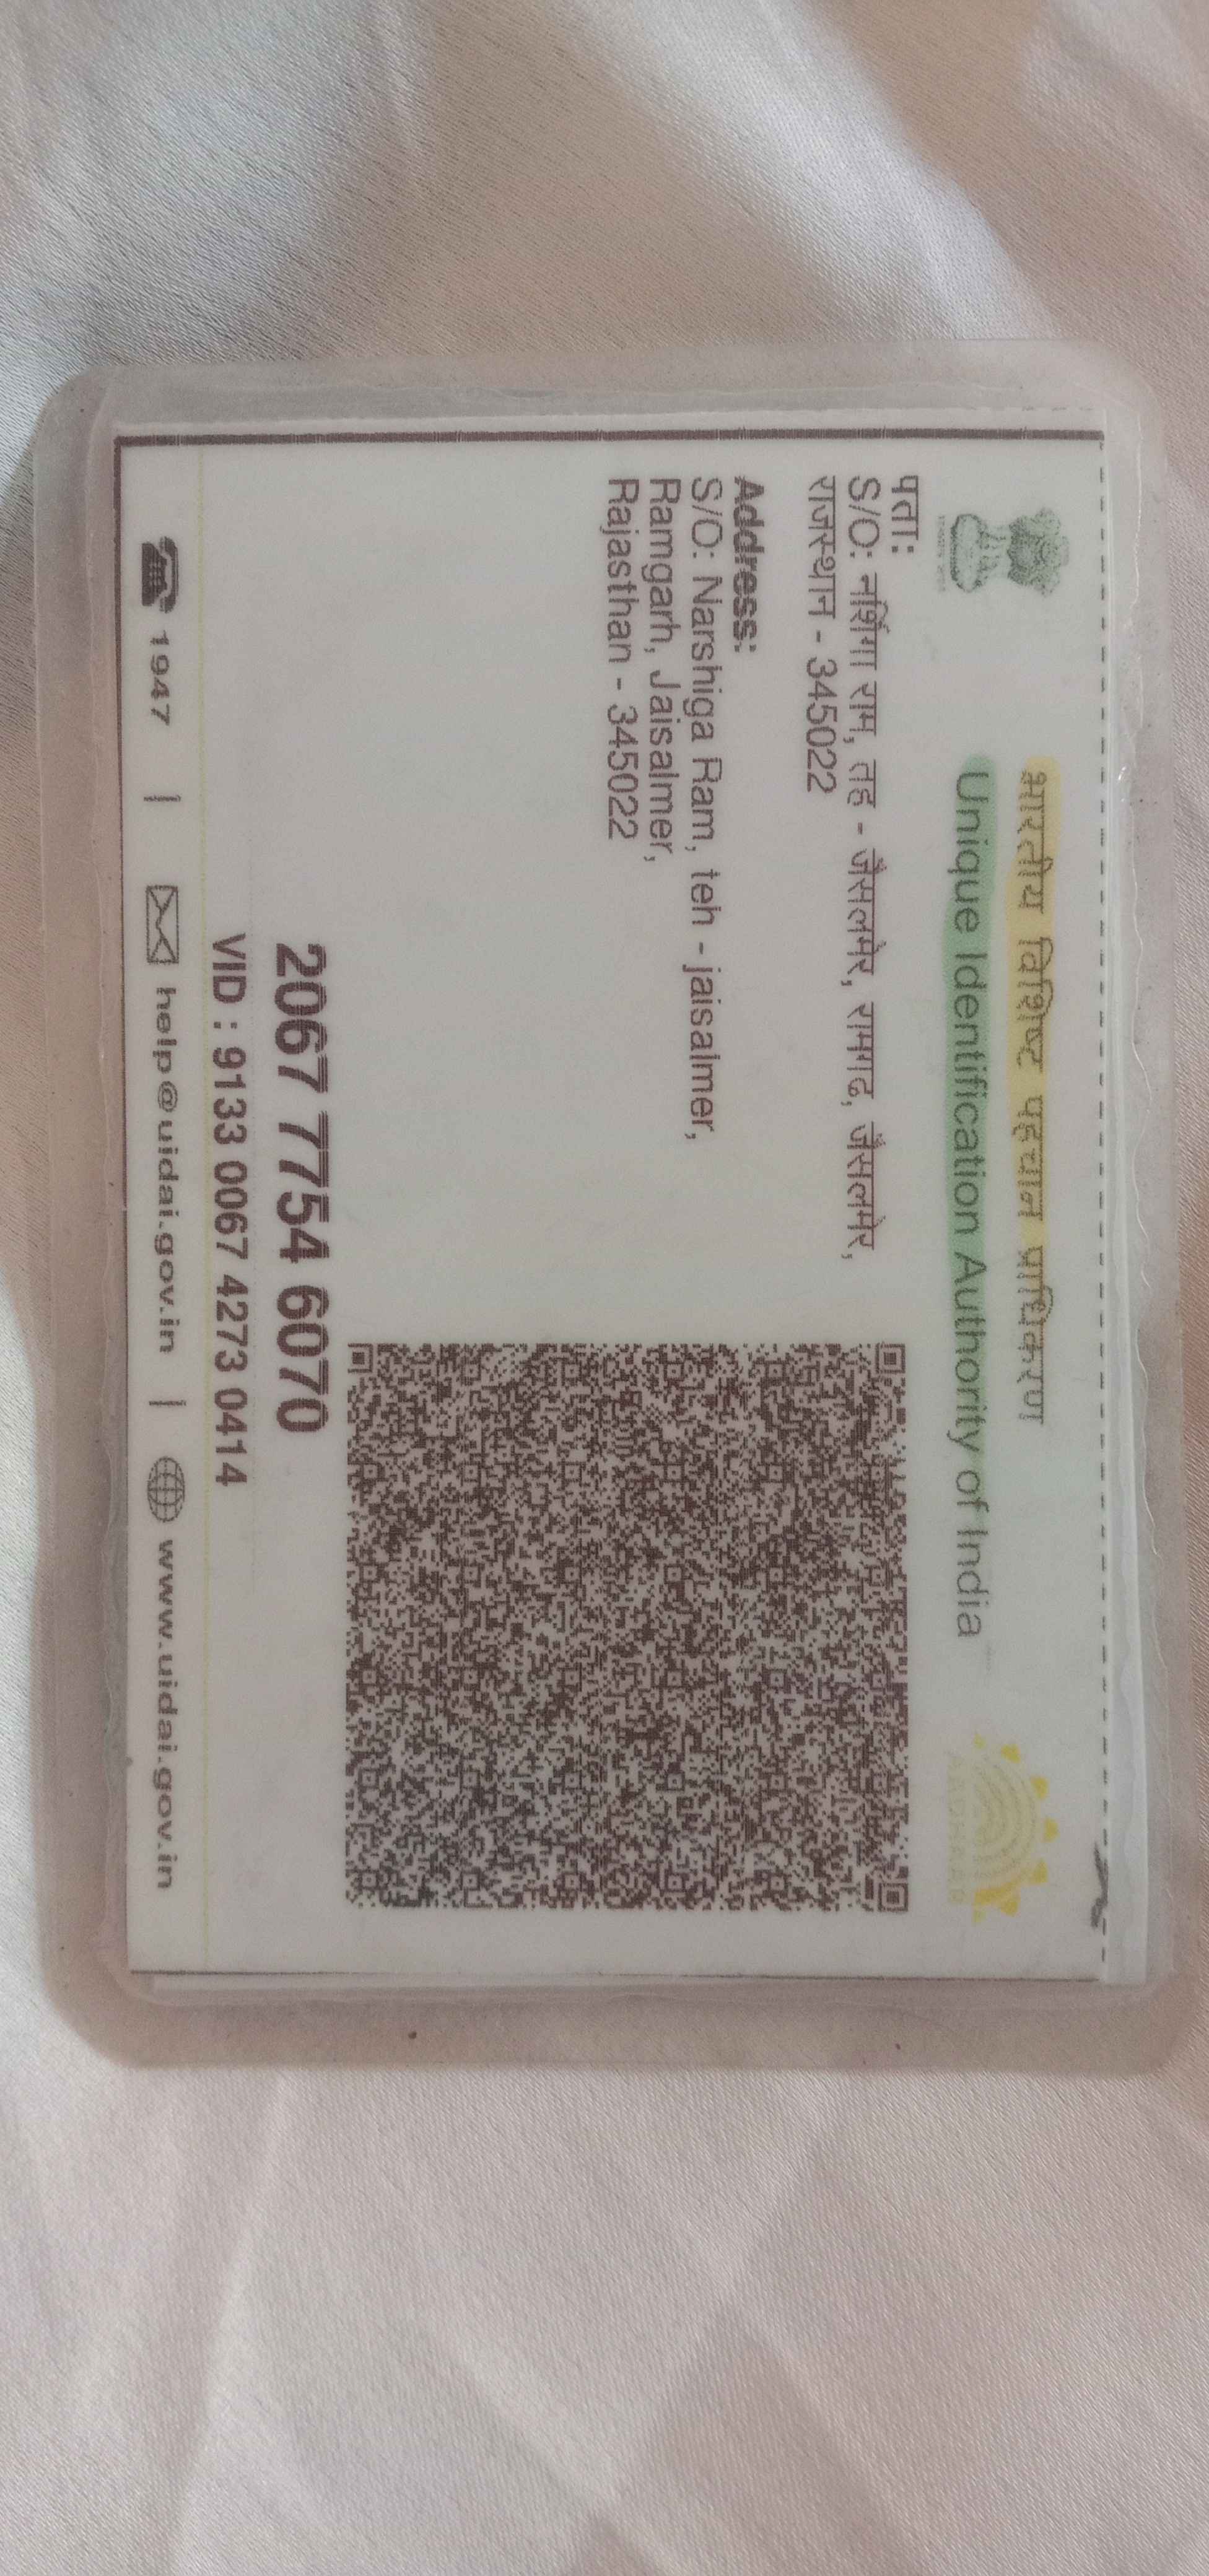 भारतीय विशिष्ट पहचान प्राधिकरण
Unique Identification Authority of India
AADHAAR
पता:
S/O: नर्शिगा राम, तह - जैसलमेर, रामगढ, जैसलमेर,
राजस्थान - 345022
Address:
S/O: Narshiga Ram, teh - jaisalmer,
Ramgarh, Jaisalmer,
Rajasthan - 345022
2067 7754 6070
VID : 9133 0067 4273 0414
1947 | help@uidai.gov.in | www.uidai.gov.in